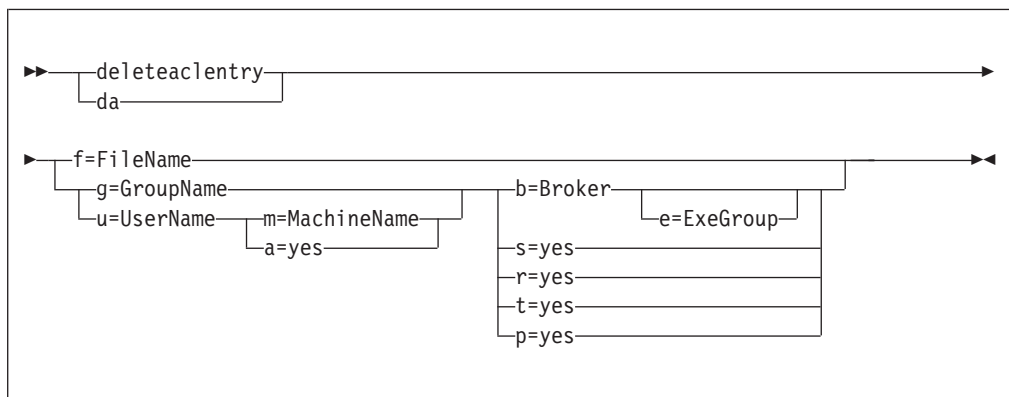 deleteaclentry
da
f=FileName
g=GroupName b=Broker
u=UserName m=MachineName e=ExeGroup
a=yes s=yes
r=yes
t=yes
p=yes